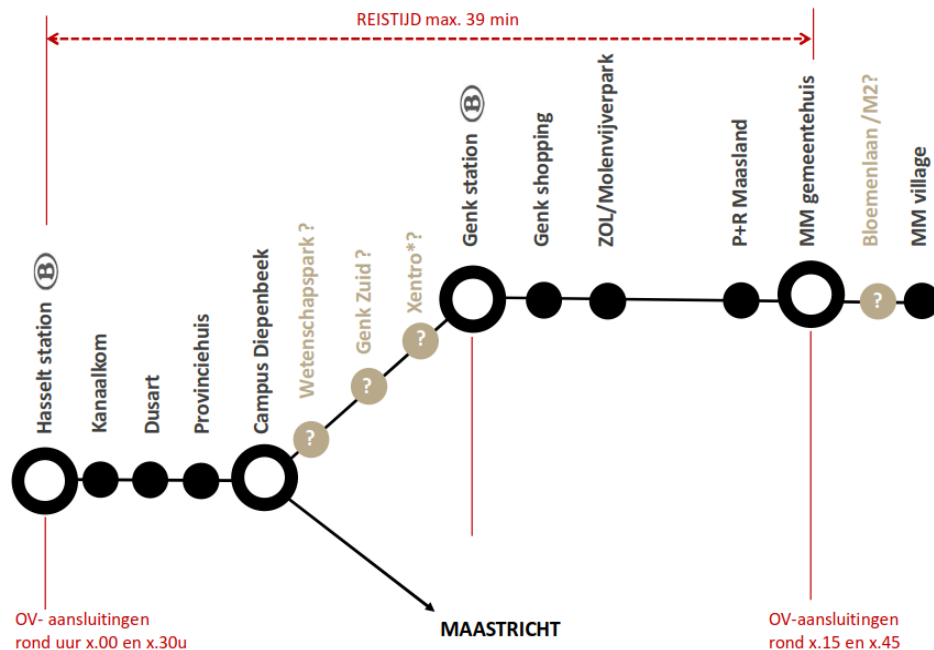 REISTIJD max. 39 min
Hasselt station B
Kanaalkom
Dusart
Provinciehuis
Campus Diepenbeek
Wetenschapspark ?
Genk Zuid ?
Xentro*?
Genk station B
Genk shopping
ZOL/Molenvijverpark
P+R Maasland
MM gemeentehuis
Bloemenlaan /M2?
MM village
?
?
?
?
OV- aansluitingen
rond uur x.00 en x.30u
MAASTRICHT
OV-aansluitingen
rond x.15 en x.45